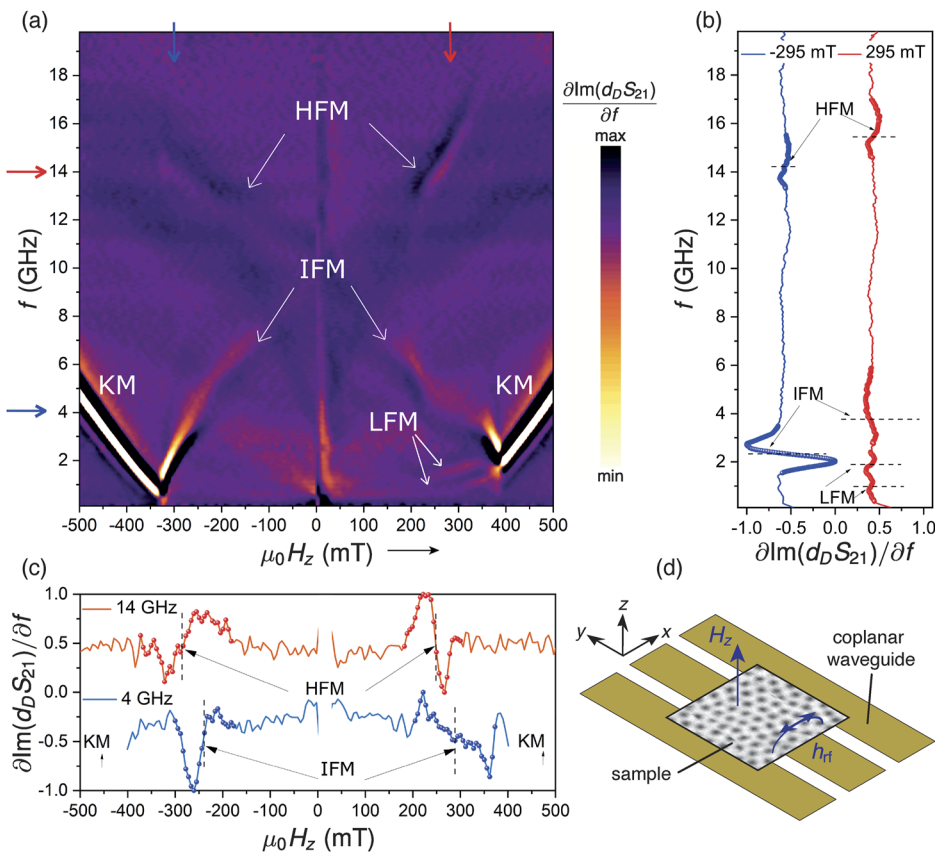 (a)
HFM
IFM
KM
KM
LFM
f (GHz)
18
16
14
12
10
8
6
4
2
-500 -400 -300 -200 -100 0 100 200 300 400 500
μ₀Hz (mT)
∂Im(dDS₂₁)
∂f
max
min
(b)
-295 mT 295 mT
HFM
IFM
LFM
f (GHz)
18
16
14
12
10
8
6
4
2
-1.0 -0.5 0.0 0.5 1.0
∂Im(dDS₂₁)/∂f
(c)
14 GHz
HFM
4 GHz
KM
KM
IFM
∂Im(dDS₂₁)/∂f
1.0
0.5
0.0
-0.5
-1.0
-500 -400 -300 -200 -100 0 100 200 300 400 500
μ₀Hz (mT)
(d)
z
y
x
Hz
coplanar
waveguide
hrf
sample